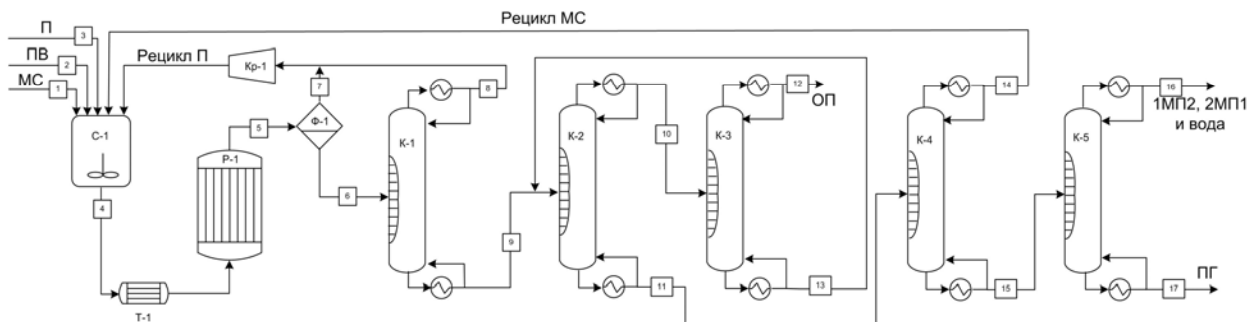 Рецикл МС
П
3
Рецикл П
Кр-1
ПВ
2
МС
1
7
8
12
ОП
14
16
1МП2, 2МП1
и вода
С-1
Р-1
5
Ф-1
К-1
К-2
10
К-3
К-4
К-5
4
6
9
11
13
15
ПГ
17
Т-1